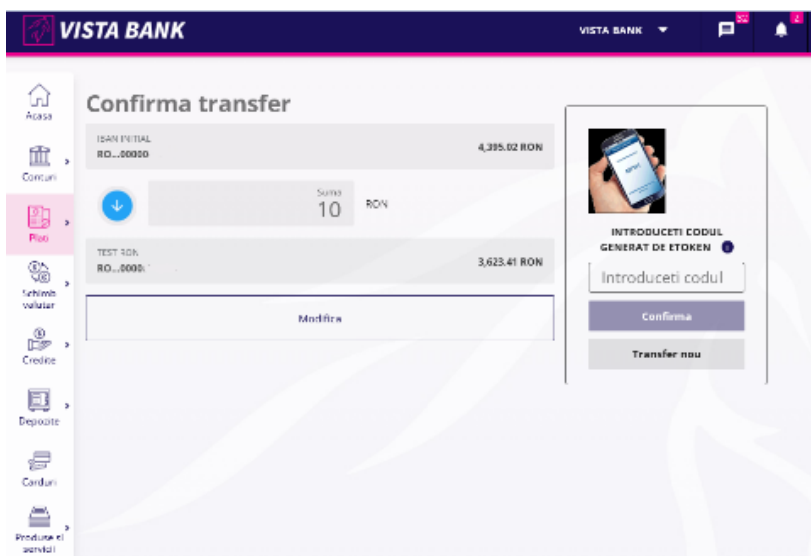 VISTA BANK
VISTA BANK
2
Acasa
Conturi
Plati
Schimb
valutar
Credite
Depozite
Carduri
Produse si
servicii
Confirma transfer
IBAN INITIAL
RO...00000
4,395.02 RON
Suma
10
RON
TEST RON
RO...0000
3,623.41 RON
Modifica
INTRODUCETI CODUL
GENERAT DE ETOKEN
Introduceti codul
Confirma
Transfer nou